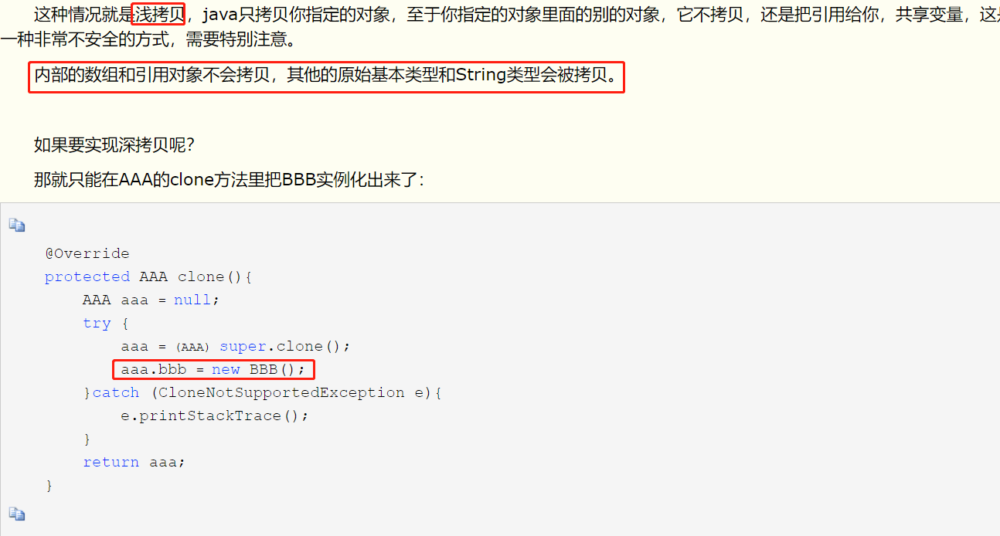 这种情况就是浅拷贝，java只拷贝你指定的对象，至于你指定的对象里面的别的对象，它不拷贝，还是把引用给你，共享变量，这是
一种非常不安全的方式，需要特别注意。
内部的数组和引用对象不会拷贝，其他的原始基本类型和String类型会被拷贝。
如果要实现深拷贝呢？
那就只能在AAA的clone方法里把BBB实例化出来了：
@Override
protected AAA clone(){
AAA aaa = null;
try {
aaa = (AAA) super.clone();
aaa.bbb = new BBB();
}catch (CloneNotSupportedException e){
e.printStackTrace();
}
return aaa;
}